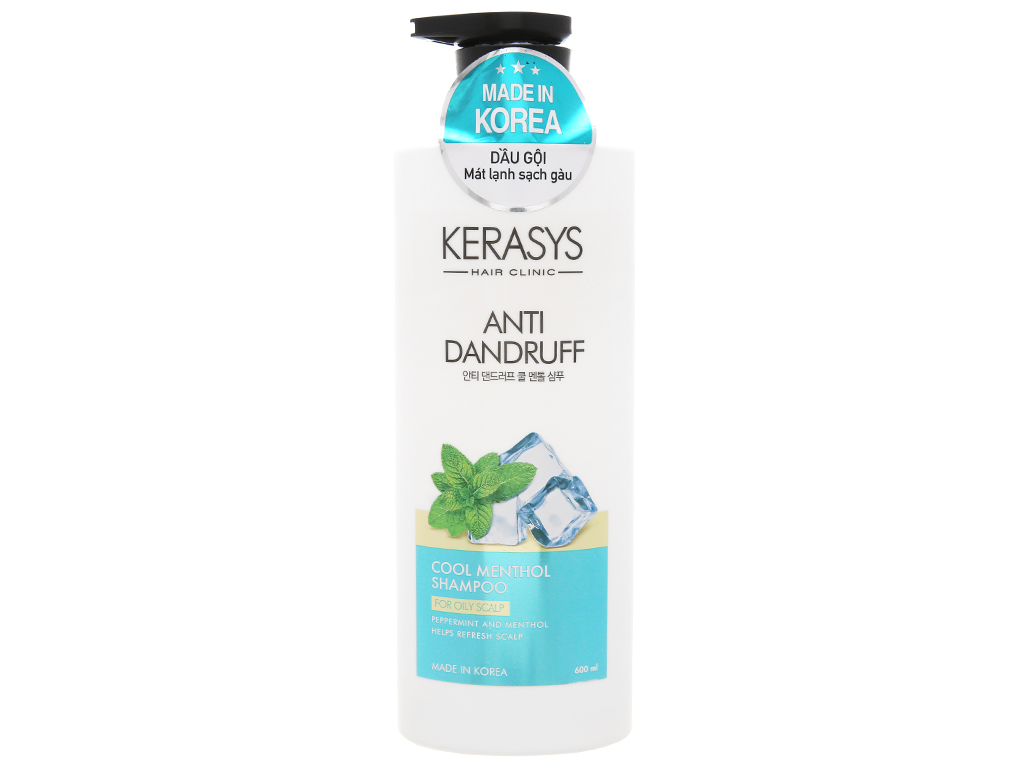 MADE IN
KOREA
DẦU GỘI
Mát lạnh sạch gàu
KERASYS
HAIR CLINIC
ANTI
DANDRUFF
안티 댄드러프 쿨 멘톨 샴푸
COOL MENTHOL
SHAMPOO
FOR OILY SCALP
PEPPERMINT AND MENTHOL
HELPS REFRESH SCALP
MADE IN KOREA
600 ml